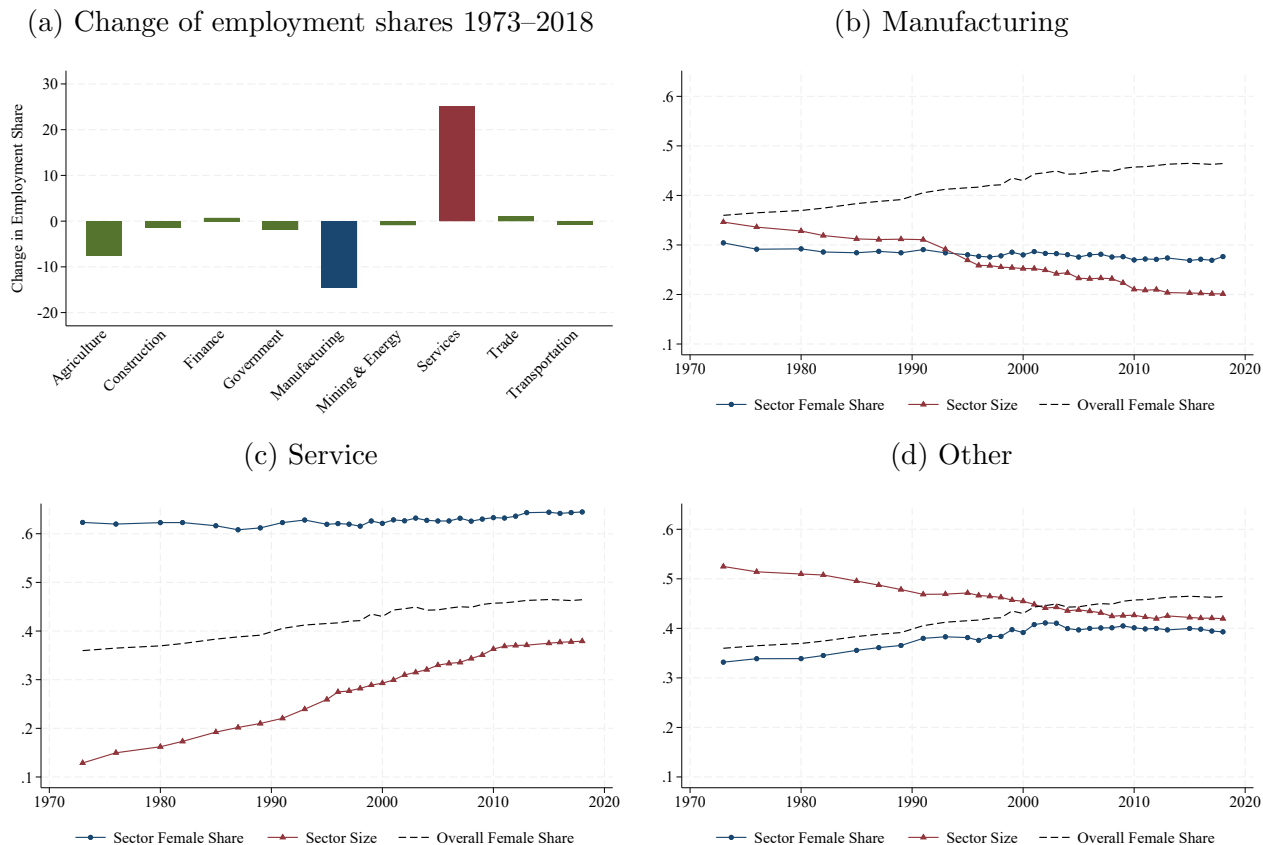 (a) Change of employment shares 1973–2018
Change in Employment Share
30
20
10
0
-10
-20
Agriculture
Construction
Finance
Government
Manufacturing
Mining & Energy
Services
Trade
Transportation
(b) Manufacturing
.6
.5
.4
.3
.2
.1
1970 1980 1990 2000 2010 2020
Sector Female Share Sector Size Overall Female Share
(c) Service
.6
.5
.4
.3
.2
.1
1970 1980 1990 2000 2010 2020
Sector Female Share Sector Size Overall Female Share
(d) Other
.6
.5
.4
.3
.2
.1
1970 1980 1990 2000 2010 2020
Sector Female Share Sector Size Overall Female Share